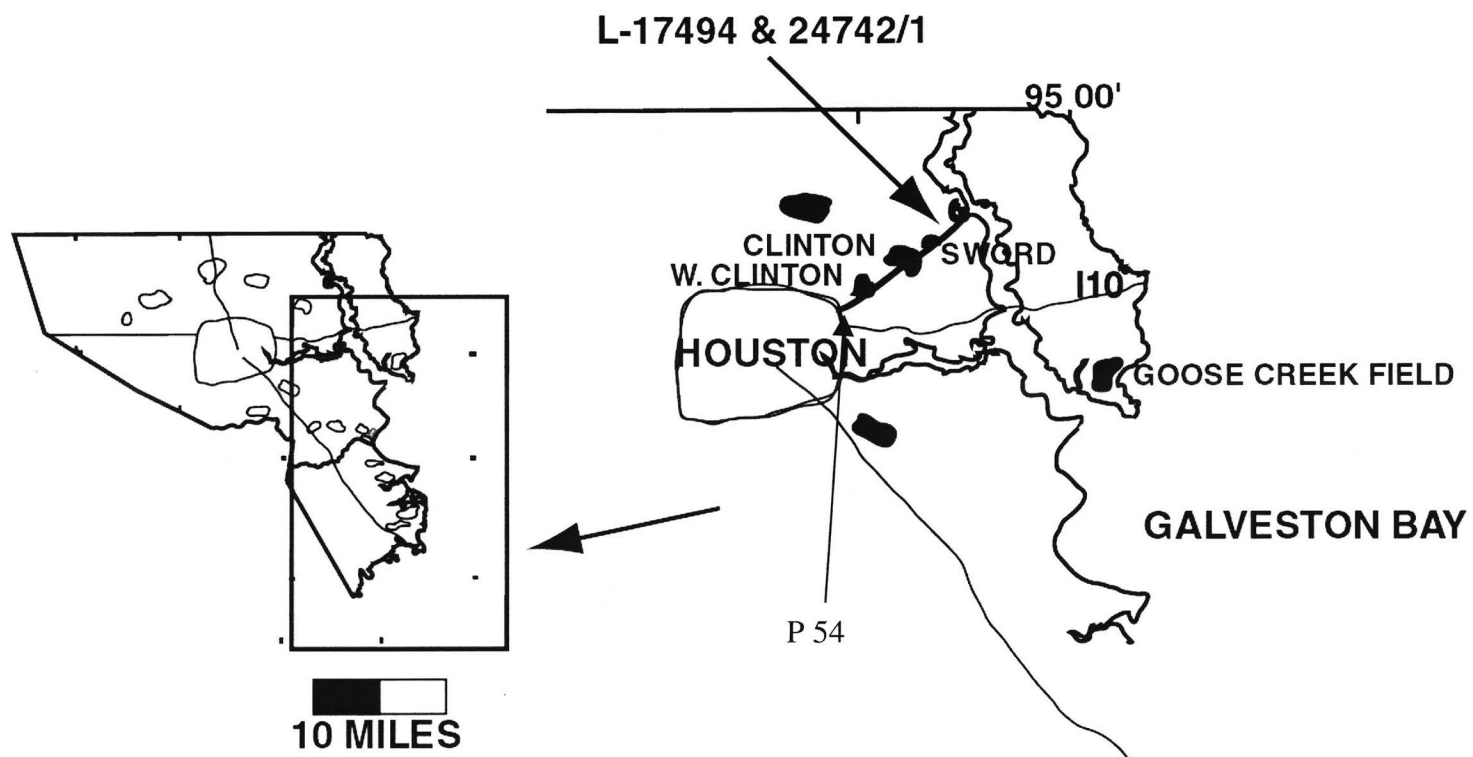 L-17494 & 24742/1
95 00'
CLINTON
SWORD
W. CLINTON
I10
HOUSTON
GOOSE CREEK FIELD
GALVESTON BAY
P 54
10 MILES